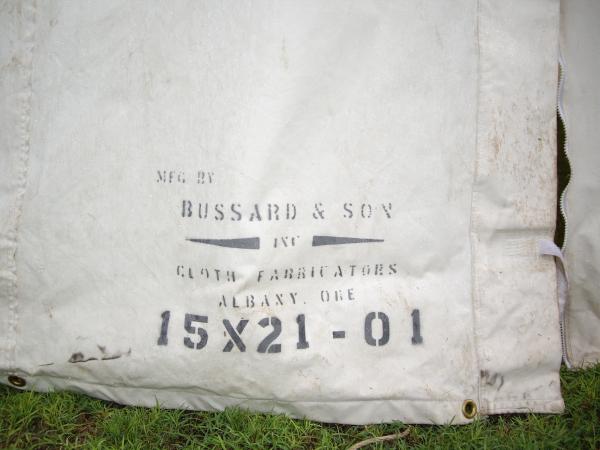 MFG BY
BUSSARD & SON
INC
CLOTH FABRICATORS
ALBANY, ORE
15X21-01